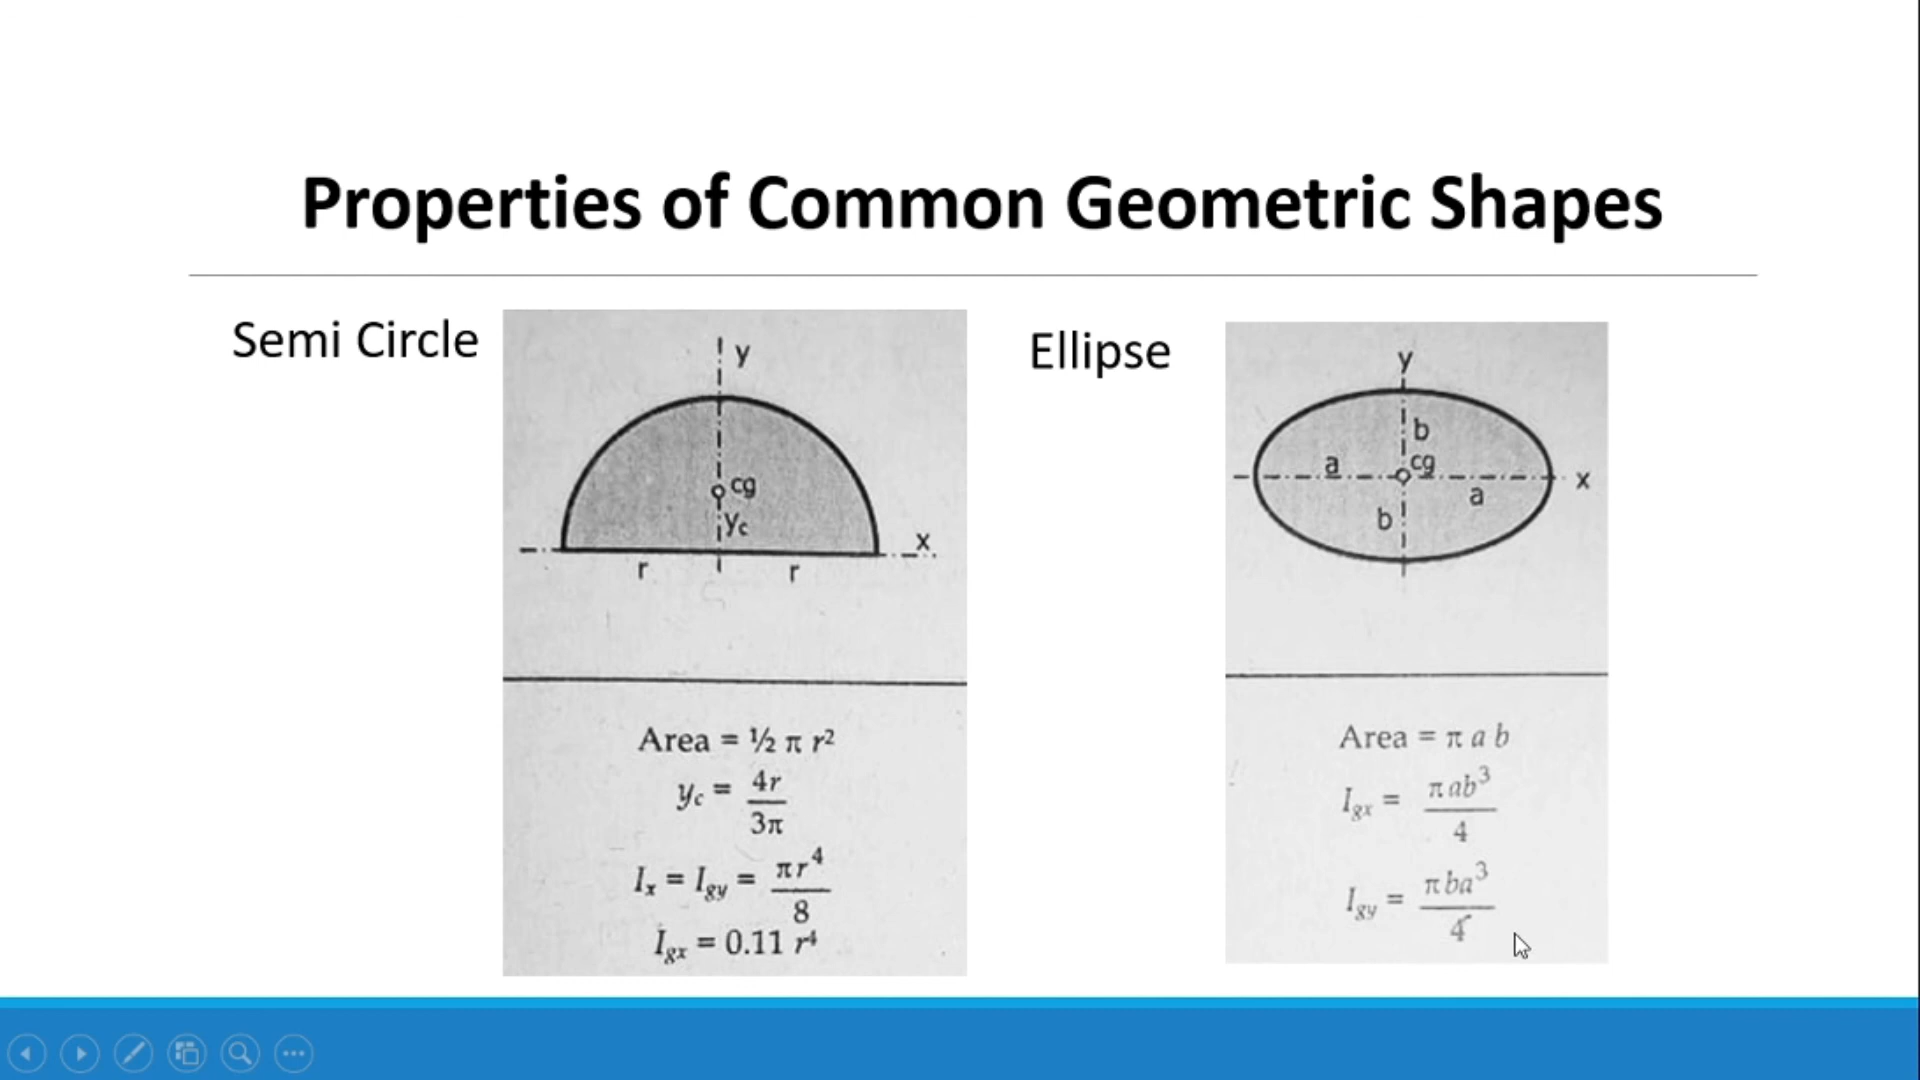 Properties of Common Geometric Shapes
Semi Circle
y
cg
yc
x
r r
Area = ½ π r²
yc = 4r / 3π
Ix = Igy = πr⁴ / 8
Igx = 0.11 r⁴
Ellipse
y
b
a cg
x
a
b
Area = π a b
Igx = πab³ / 4
Igy = πba³ / 4